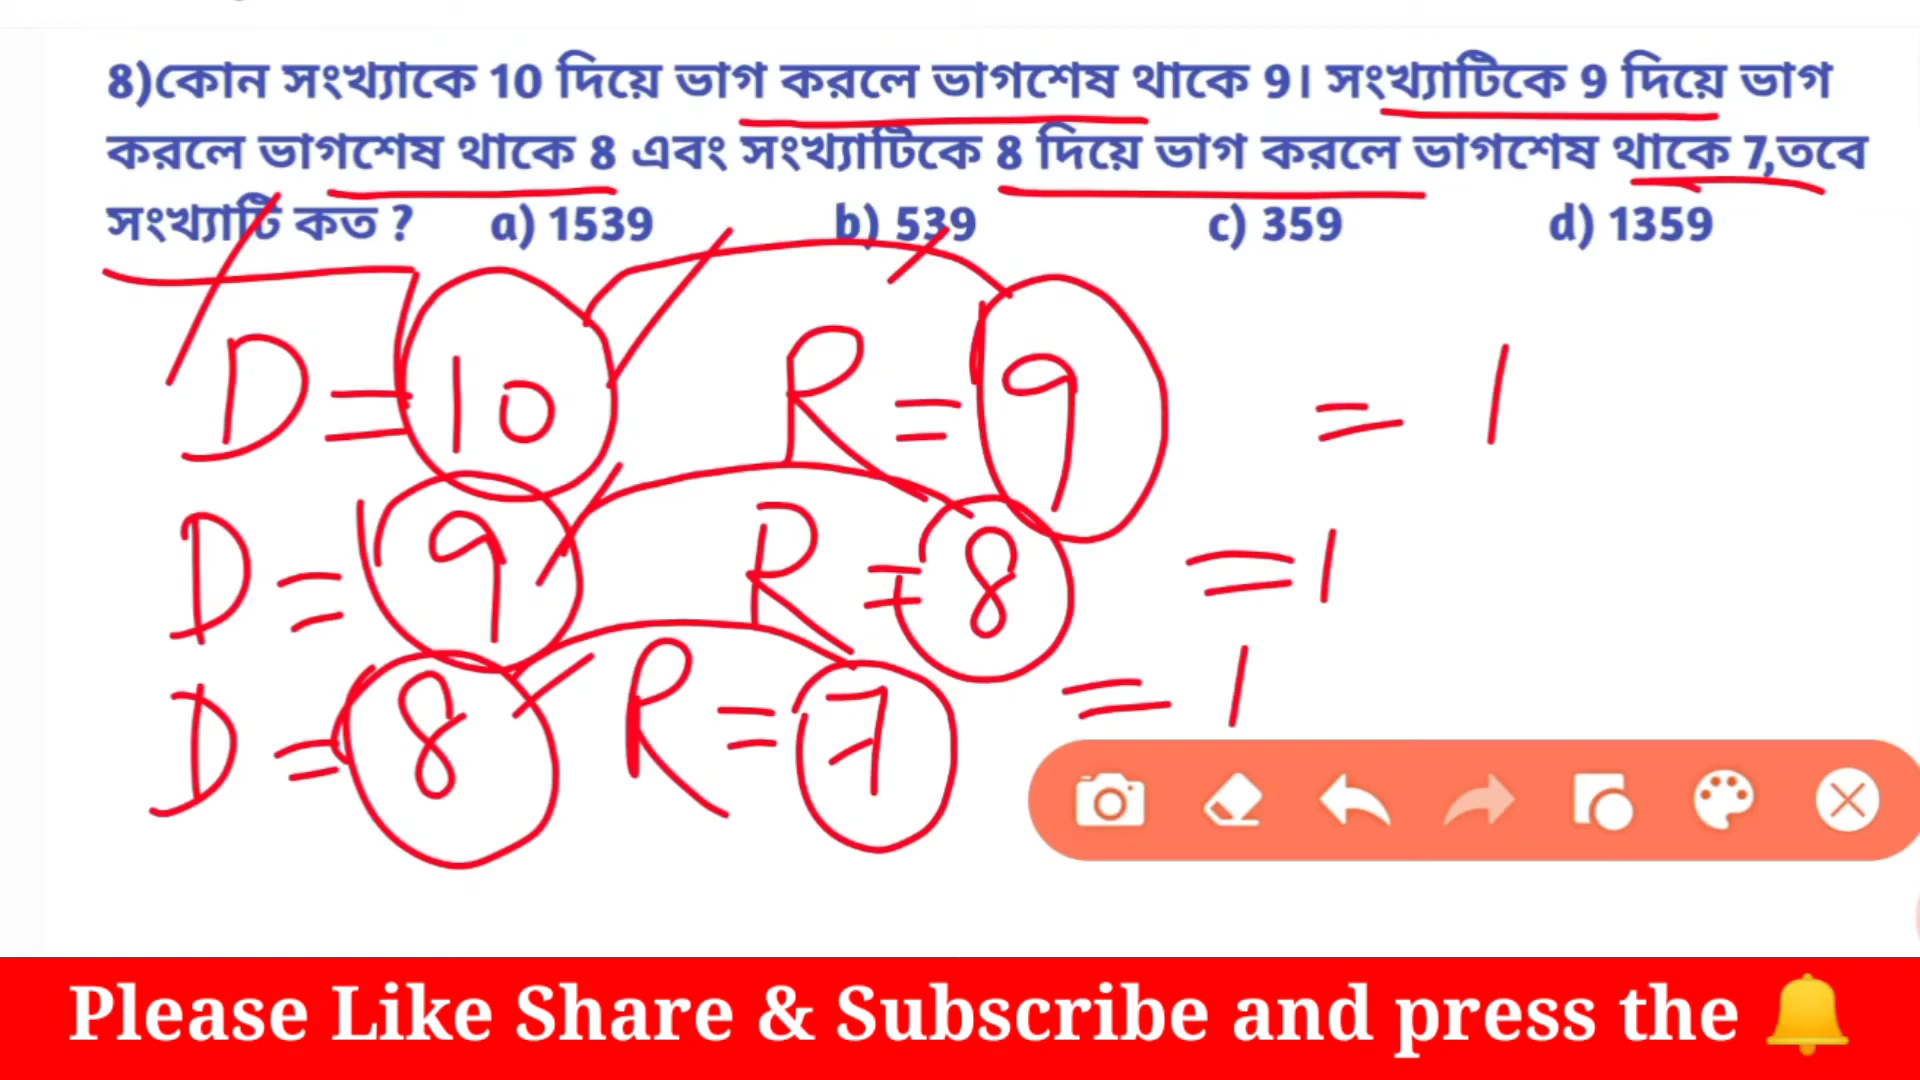 8)কোন সংখ্যাকে 10 দিয়ে ভাগ করলে ভাগশেষ থাকে 9। সংখ্যাটিকে 9 দিয়ে ভাগ
করলে ভাগশেষ থাকে 8 এবং সংখ্যাটিকে 8 দিয়ে ভাগ করলে ভাগশেষ থাকে 7,তবে
সংখ্যাটি কত ? a) 1539 b) 539 c) 359 d) 1359
D = 10 R = 9 = 1
D = 9 R = 8 = 1
D = 8 R = 7 = 1
Please Like Share & Subscribe and press the 🔔